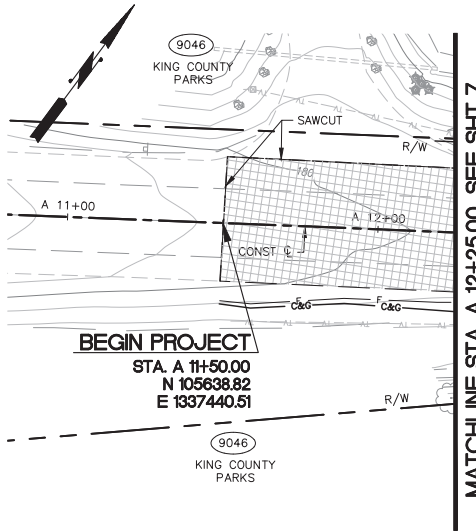 9046
KING COUNTY
PARKS
SAWCUT
R/W
160
A 11+00
A 12+00
CONST ℄
F
C&G
F
C&G
BEGIN PROJECT
STA. A 11+50.00
N 105638.82
E 1337440.51
R/W
9046
KING COUNTY
PARKS
MATCHLINE STA. A 12+25.00 SEE SHT 7